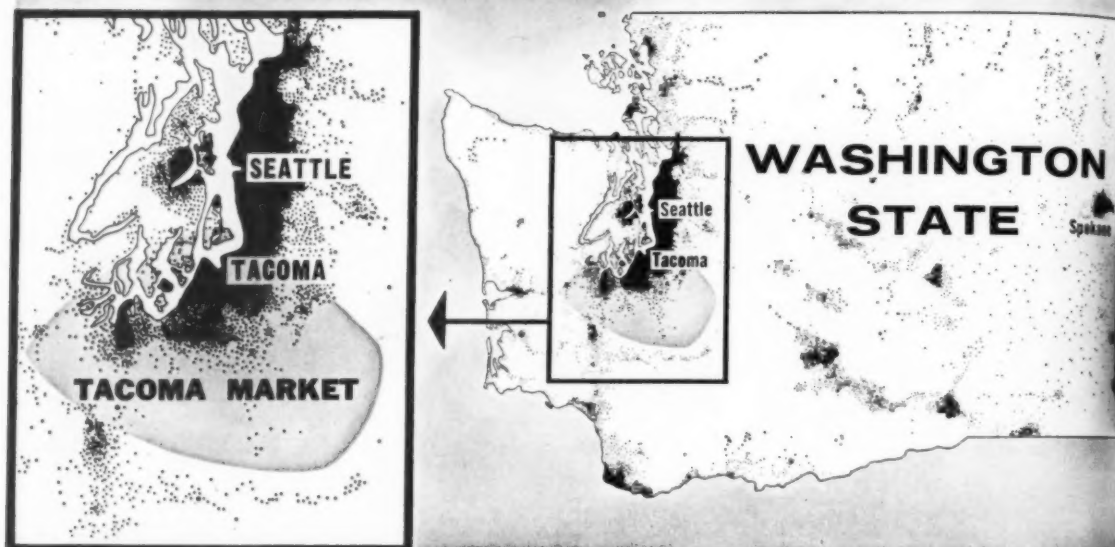 SEATTLE
TACOMA
TACOMA MARKET
WASHINGTON
STATE
Seattle
Tacoma
Spokane